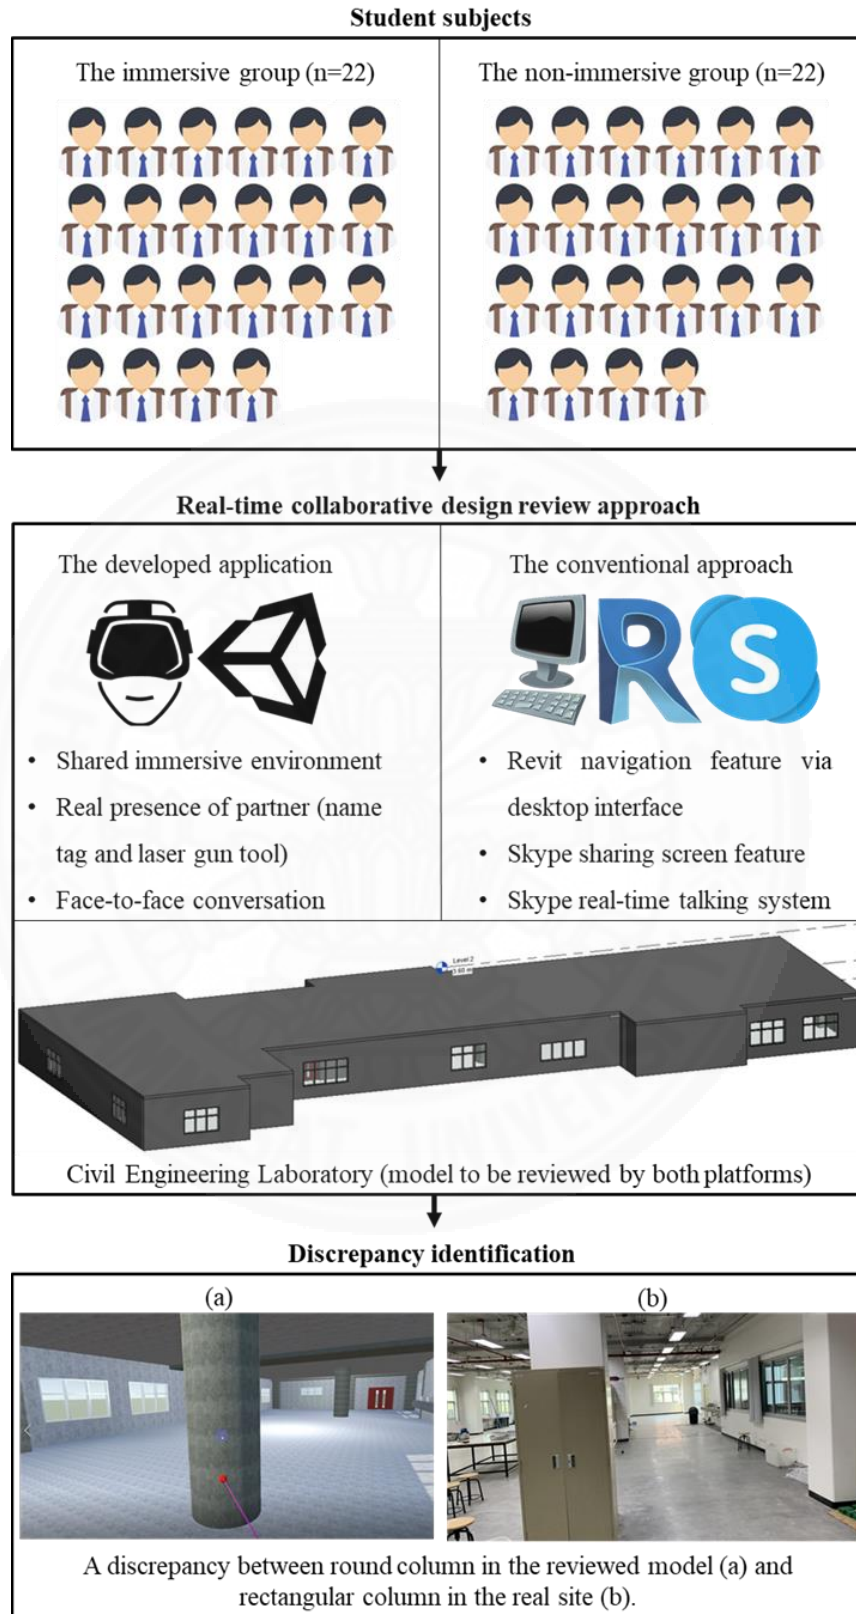 Student subjects
The immersive group (n=22)
The non-immersive group (n=22)
Real-time collaborative design review approach
The developed application
• Shared immersive environment
• Real presence of partner (name
tag and laser gun tool)
• Face-to-face conversation
The conventional approach
R
S
• Revit navigation feature via
desktop interface
• Skype sharing screen feature
• Skype real-time talking system
Level 2
Civil Engineering Laboratory (model to be reviewed by both platforms)
Discrepancy identification
(a)
(b)
A discrepancy between round column in the reviewed model (a) and
rectangular column in the real site (b).